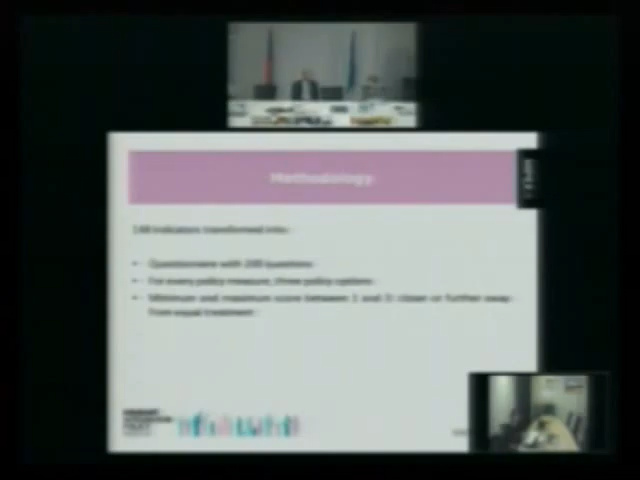 Methodology
148 indicators transformed into:
• Questionnaire with 200 questions
• For every policy measure, three policy options
• Minimum and maximum score between 1 and 3: closer or further away
from equal treatment